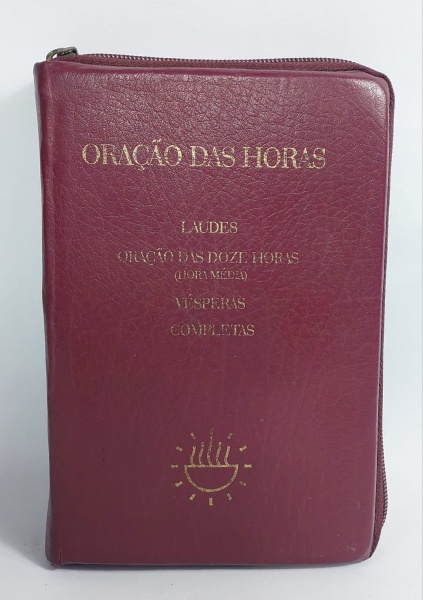 ORAÇÃO DAS HORAS
LAUDES
ORAÇÃO DAS DOZE HORAS
(HORA MÉDIA)
VÉSPERAS
COMPLETAS